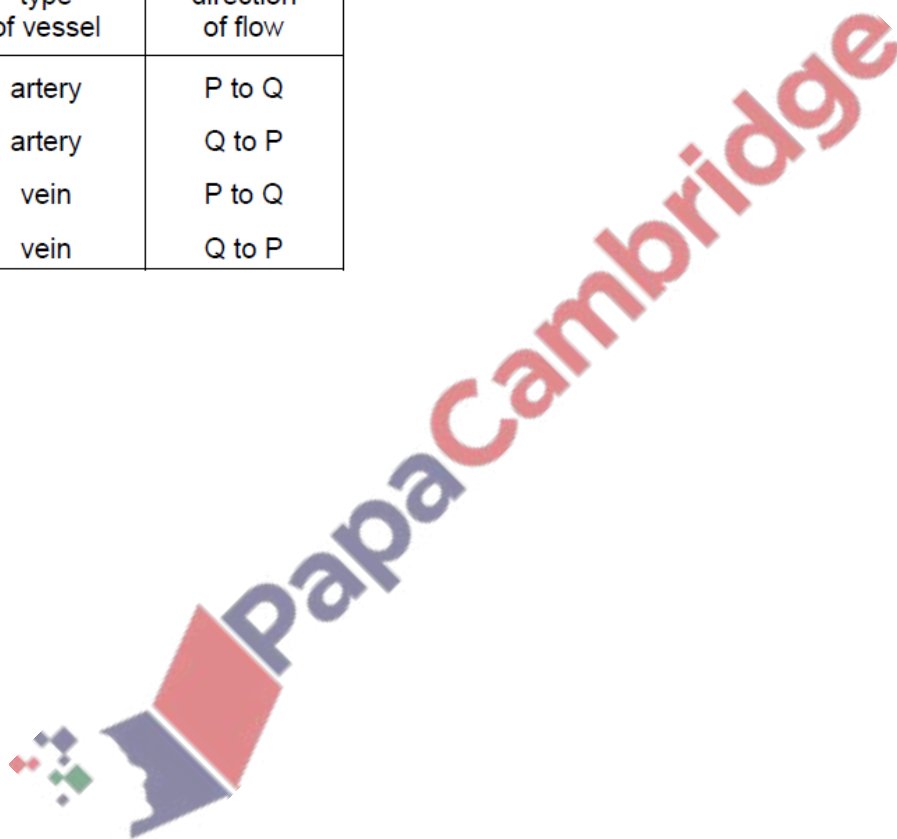 type direction
of vessel of flow
artery P to Q
artery Q to P
vein P to Q
vein Q to P
PapaCambridge